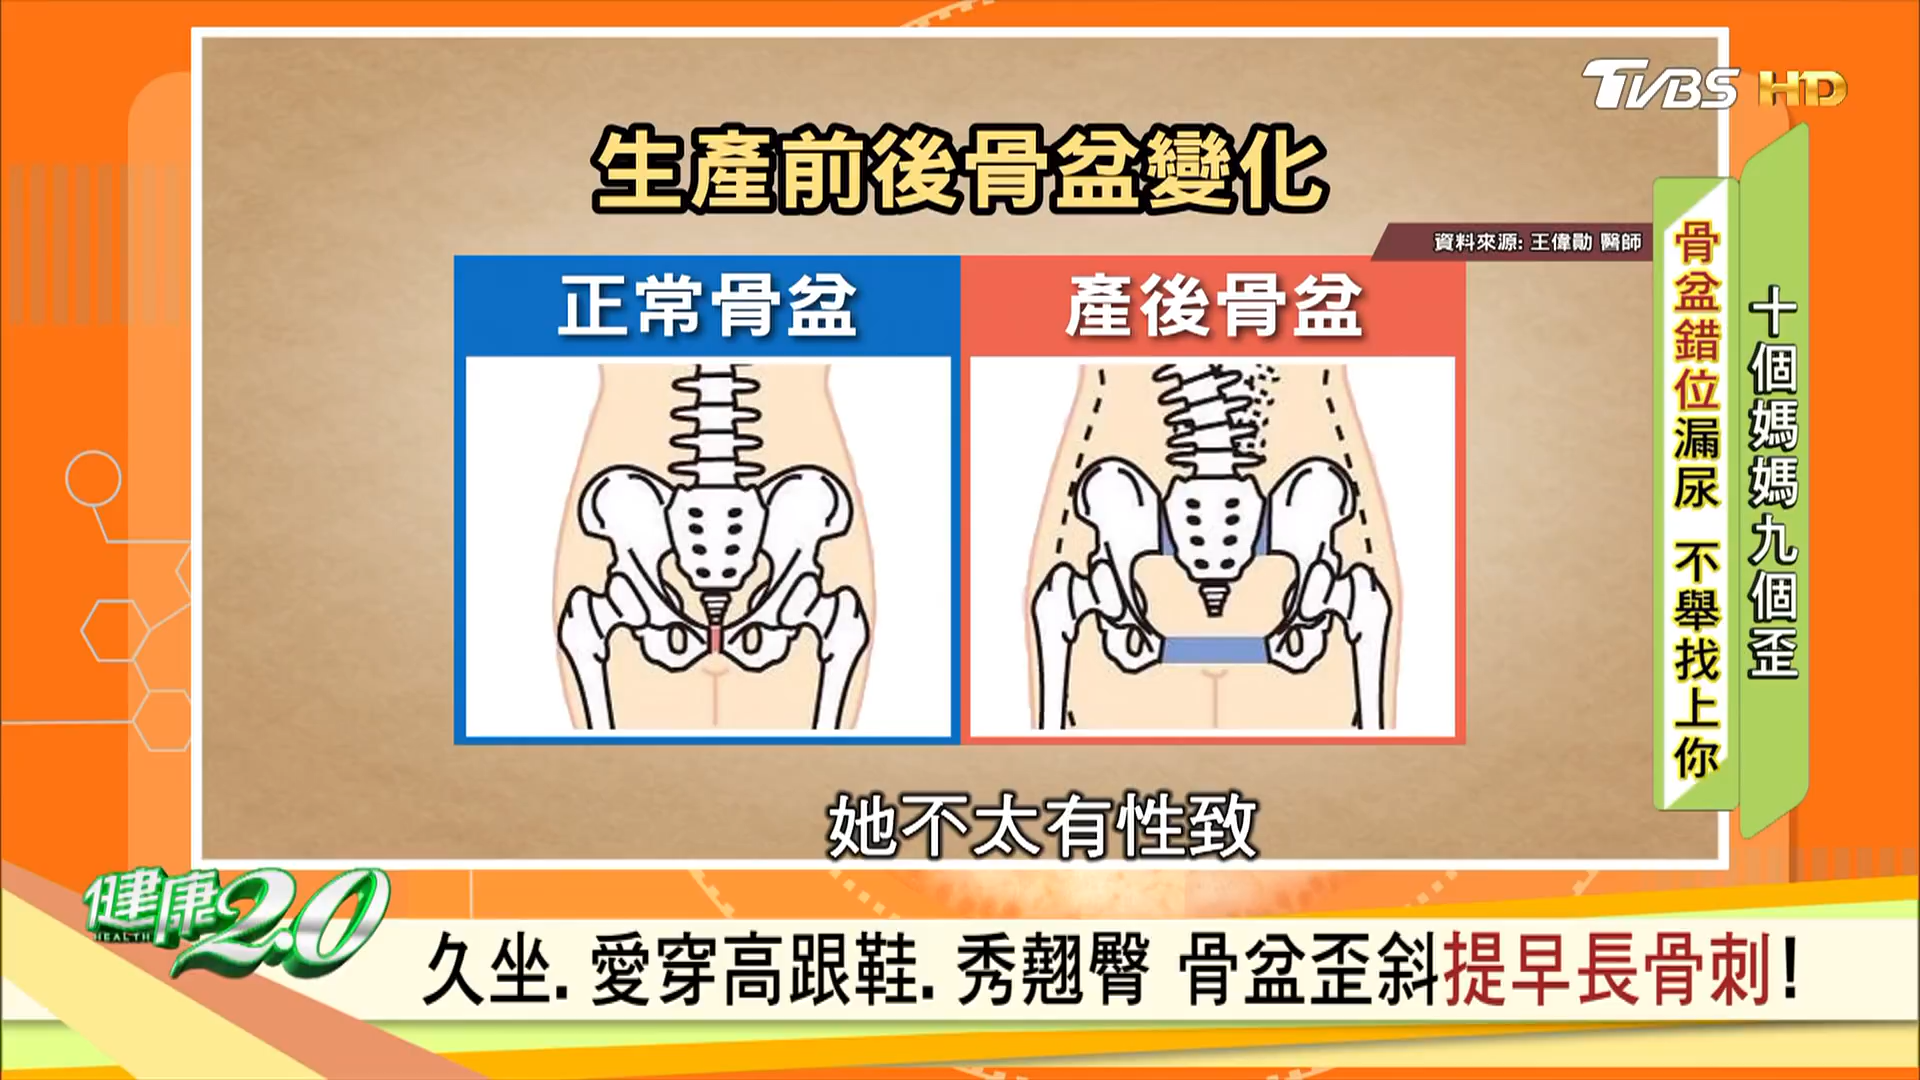 TVBS HD
生產前後骨盆變化
資料來源: 王偉勛 醫師
正常骨盆
產後骨盆
十個媽媽九個歪
骨盆錯位漏尿 不舉找上你
她不太有性致
健康2.0
HEALTH
久坐.愛穿高跟鞋.秀翹臀 骨盆歪斜提早長骨刺!